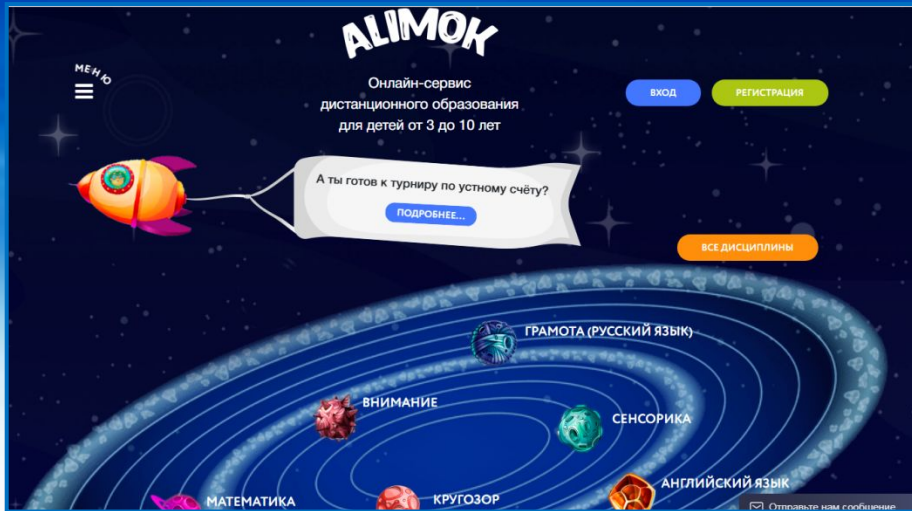 ALIMOK
МЕНЮ
Онлайн-сервис
дистанционного образования
для детей от 3 до 10 лет
ВХОД
РЕГИСТРАЦИЯ
А ты готов к турниру по устному счёту?
ПОДРОБНЕЕ...
ВСЕ ДИСЦИПЛИНЫ
ГРАМОТА (РУССКИЙ ЯЗЫК)
ВНИМАНИЕ
СЕНСОРИКА
АНГЛИЙСКИЙ ЯЗЫК
МАТЕМАТИКА
КРУГОЗОР
Отправьте нам сообщение